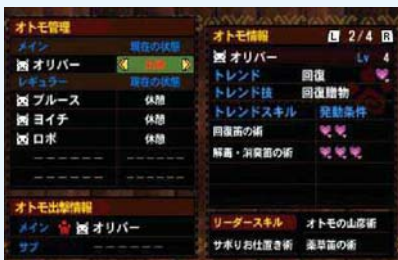 オトモ管理
メイン 現在の状態
オリバー
レギュラー 現在の状態
ブルース 休憩
ヨイチ 休憩
ロボ 休憩
オトモ出撃情報
メイン オリバー
サブ
オトモ情報 L 2/4 R
オリバー Lv 4
トレンド 回復
トレンド技 回復贈物
トレンドスキル 発動条件
回復笛の術
解毒・消臭笛の術
リーダースキル オトモの山彦術
サボりお仕置き術 薬草笛の術